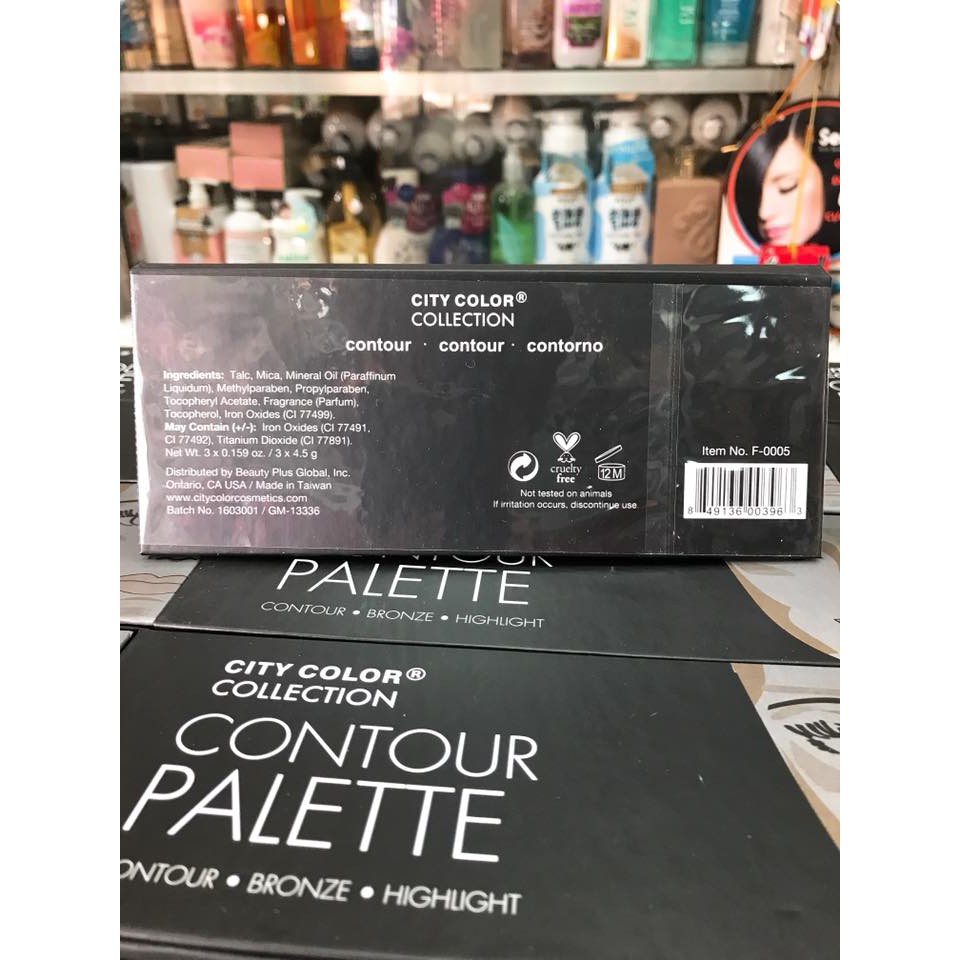 CITY COLOR®
COLLECTION
contour · contour · contorno
Ingredients: Talc, Mica, Mineral Oil (Paraffinum
Liquidum), Methylparaben, Propylparaben,
Tocopheryl Acetate, Fragrance (Parfum),
Tocopherol, Iron Oxides (CI 77499).
May Contain (+/-): Iron Oxides (CI 77491,
CI 77492), Titanium Dioxide (CI 77891).
Net Wt. 3 x 0.159 oz. / 3 x 4.5 g
Distributed by Beauty Plus Global, Inc.
Ontario, CA USA / Made in Taiwan
www.citycolorcosmetics.com
Batch No. 1603001 / GM-13336
cruelty
free
12 M
Not tested on animals
If irritation occurs, discontinue use.
Item No. F-0005
8 49136 00396 3
CONTOUR
PALETTE
CONTOUR • BRONZE • HIGHLIGHT
CITY COLOR®
COLLECTION
CONTOUR
PALETTE
ONTOUR • BRONZE • HIGHLIGHT